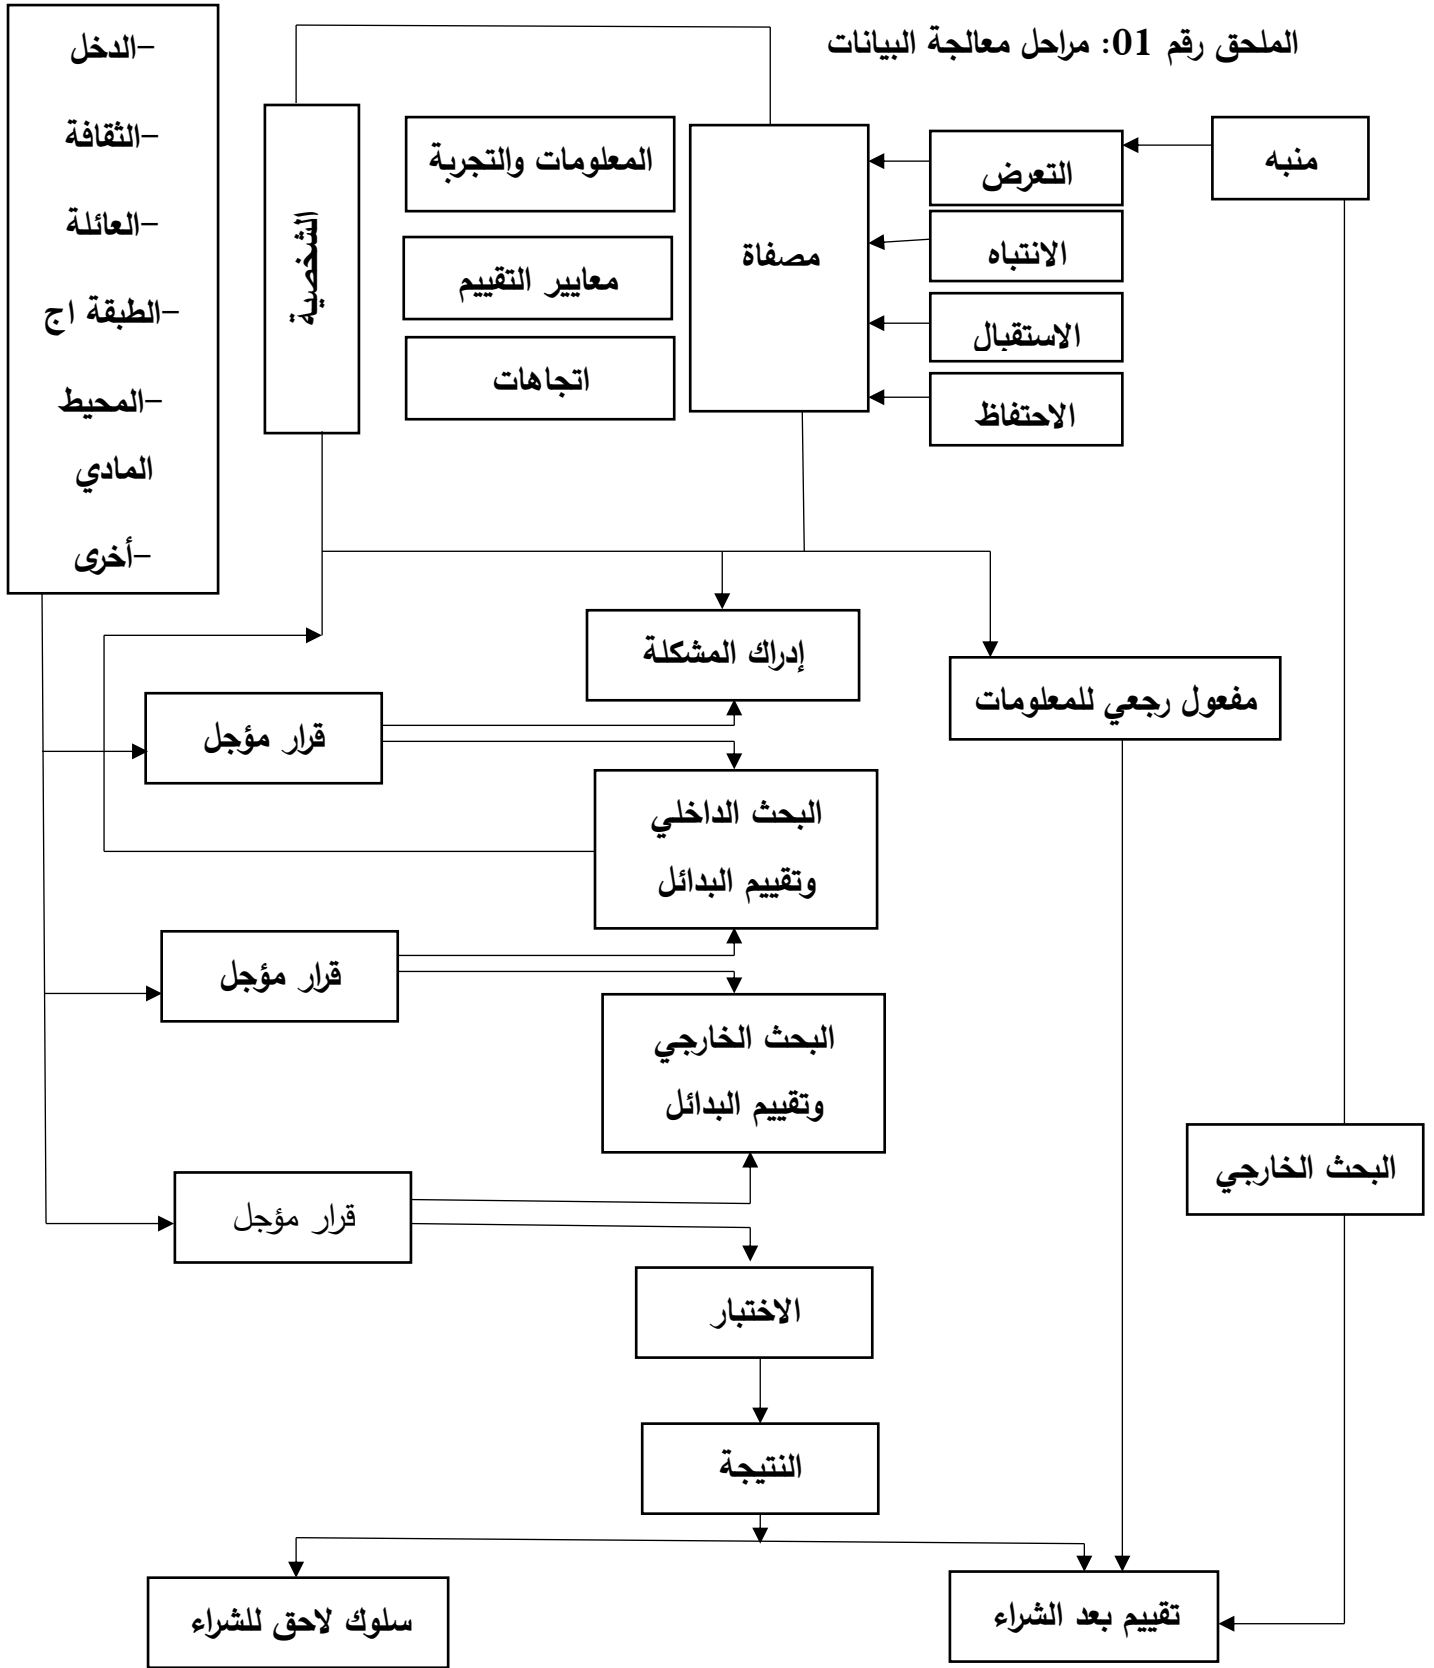 الملحق رقم 01: مراحل معالجة البيانات
منبه
التعرض
الانتباه
الاستقبال
الاحتفاظ
مصفاة
المعلومات والتجربة
معايير التقييم
اتجاهات
الشخصية
-الدخل
-الثقافة
-العائلة
-الطبقة اج
-المحيط
المادي
-أخرى
إدراك المشكلة
مفعول رجعي للمعلومات
قرار مؤجل
البحث الداخلي
وتقييم البدائل
قرار مؤجل
البحث الخارجي
وتقييم البدائل
البحث الخارجي
قرار مؤجل
الاختبار
النتيجة
تقييم بعد الشراء
سلوك لاحق للشراء